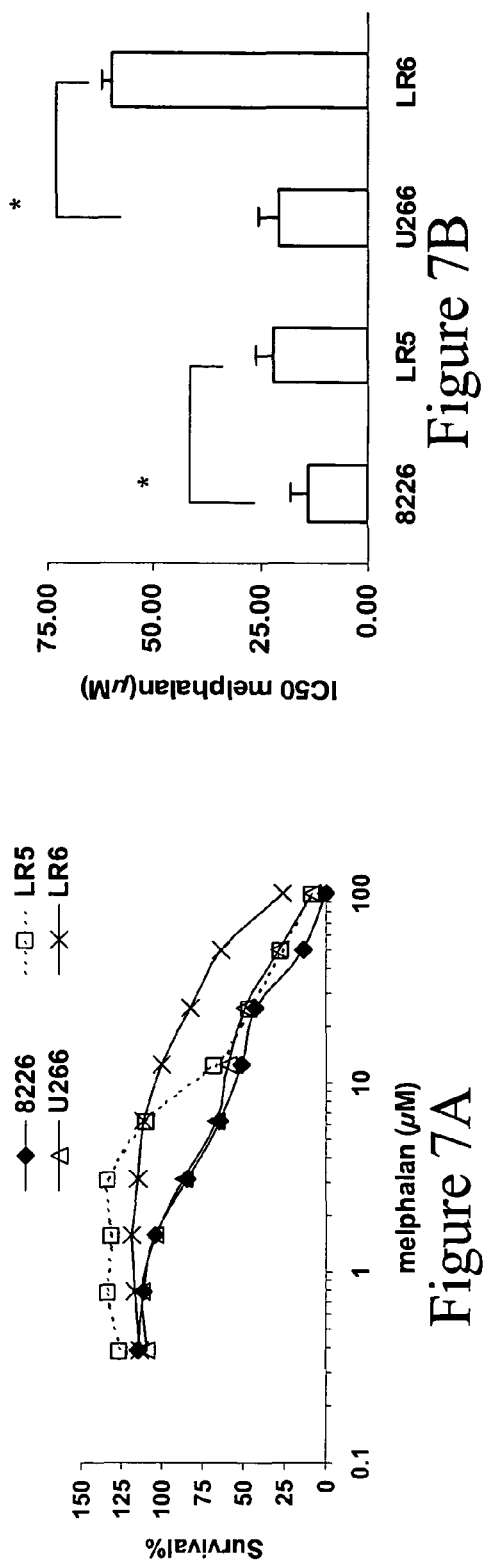 8226
LR5
U266
LR6
Survival%
150
125
100
75
50
25
0
0.1
1
10
100
melphalan (µM)
Figure 7A
*
*
IC50 melphalan(µM)
75.00
50.00
25.00
0.00
8226
LR5
U266
LR6
Figure 7B